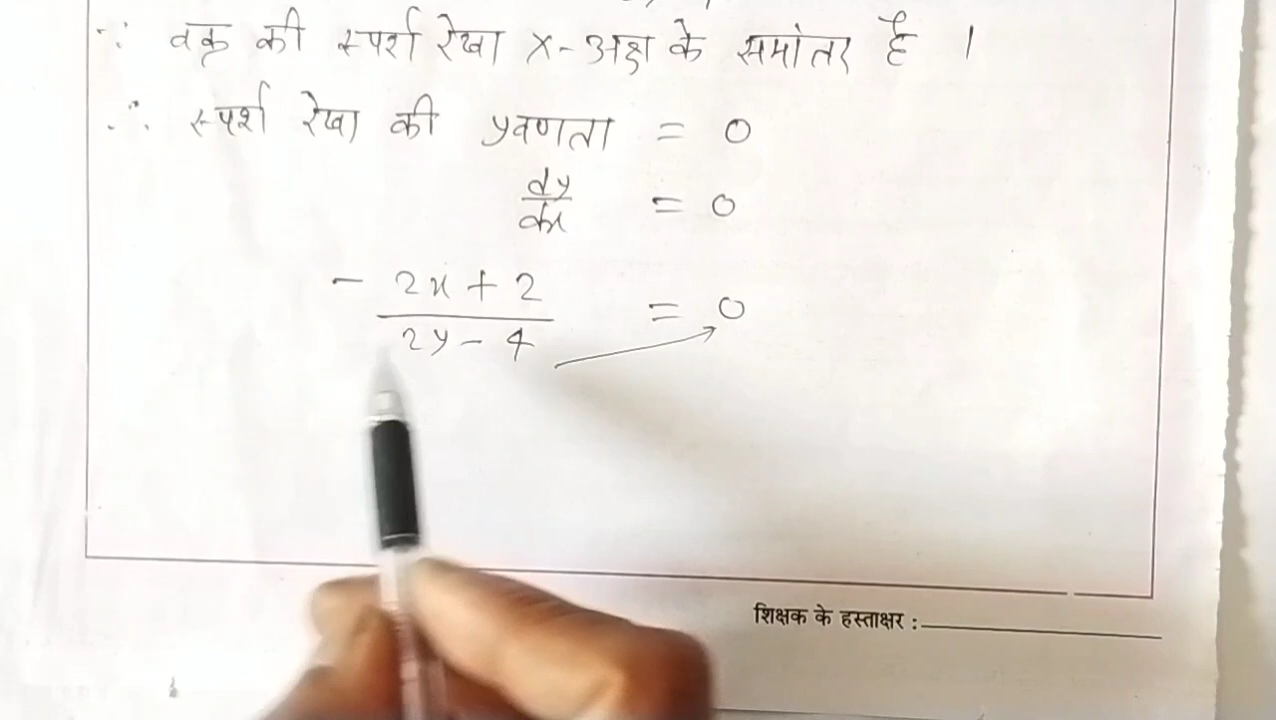 ∵ वक्र की स्पर्श रेखा x-अक्ष के समांतर है ।
∴ स्पर्श रेखा की प्रवणता = 0
dy/dx = 0
- (2x + 2)/(2y - 4) = 0
शिक्षक के हस्ताक्षर :